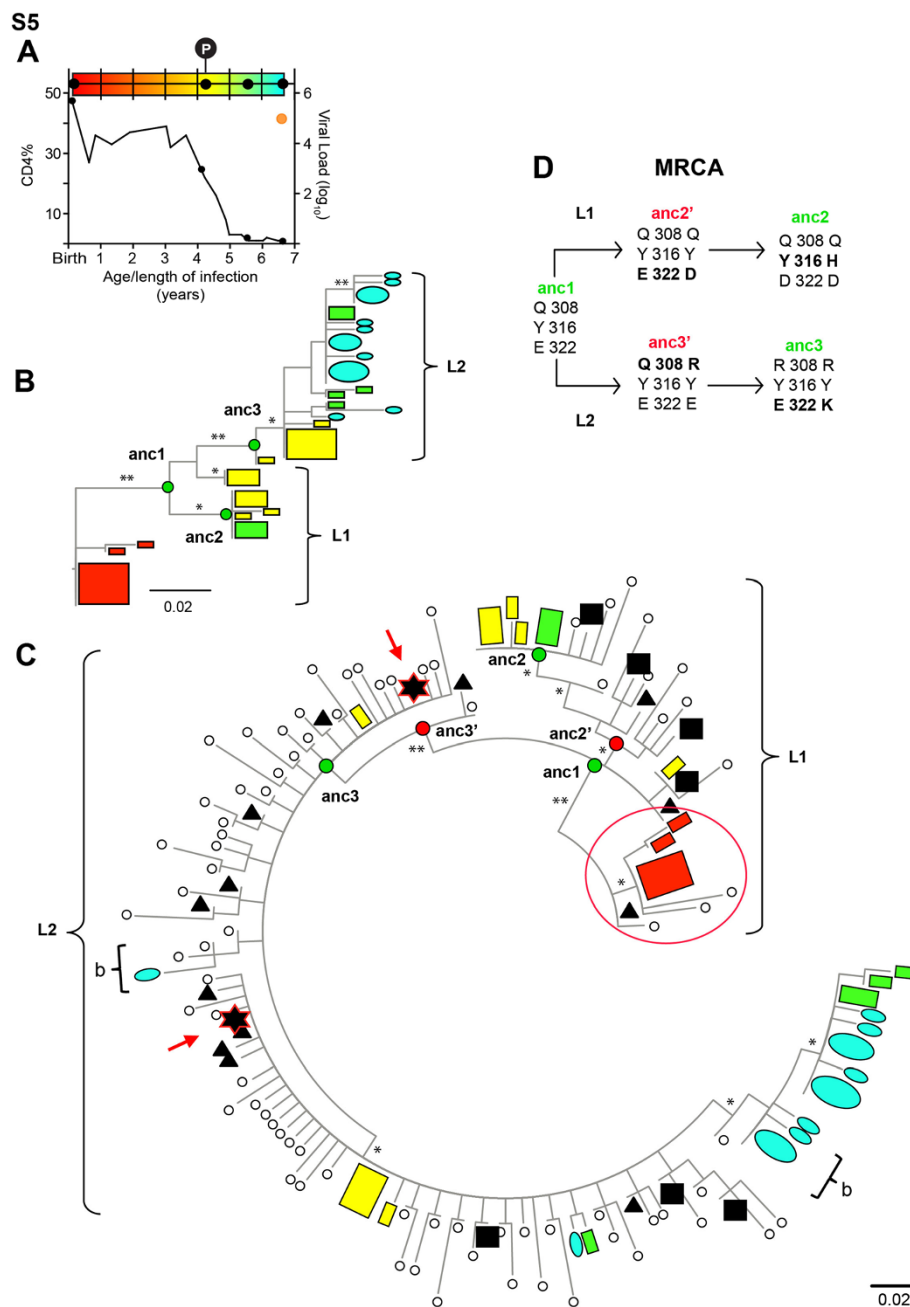 S5
A
P
50
30
10
CD4%
6
4
2
Viral Load (log10)
Birth 1 2 3 4 5 6 7
Age/length of infection
(years)
D
MRCA
L1
anc2’
Q 308 Q
Y 316 Y
E 322 D
anc2
Q 308 Q
Y 316 H
D 322 D
anc1
Q 308
Y 316
E 322
anc3’
Q 308 R
Y 316 Y
E 322 E
anc3
R 308 R
Y 316 Y
E 322 K
L2
B
**
L2
anc3
*
**
anc1
**
*
*
anc2
L1
0.02
C
anc2
*
*
anc2’
*
anc3’
**
anc1
**
anc3
L1
*
L2
b
*
*
*
b
0.02